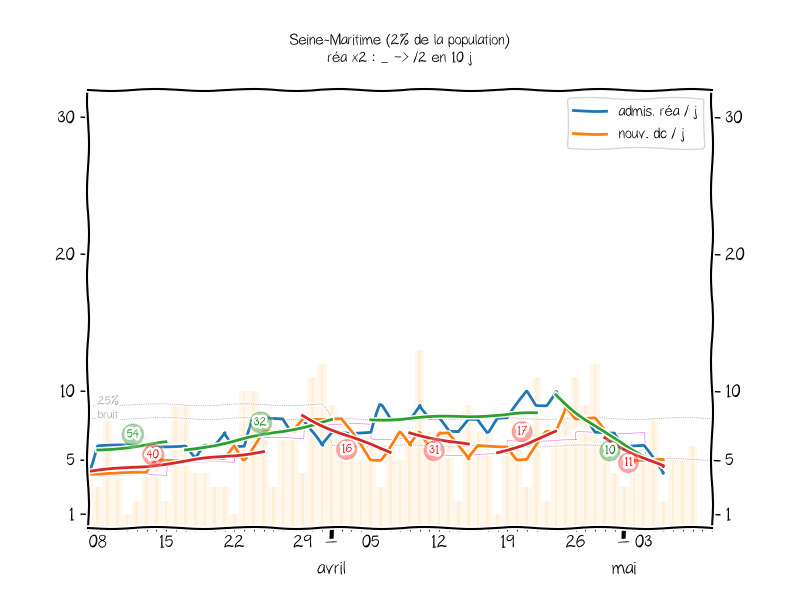 Seine-Maritime (2% de la population)
réa x2 : _ -> /2 en 10 j
admis. réa / j
nouv. dc / j
30
30
20
20
10
10
25%
bruit
54
40
32
16
31
17
10
11
5
5
1
1
08 15 22 29 05 12 19 26 03
avril mai